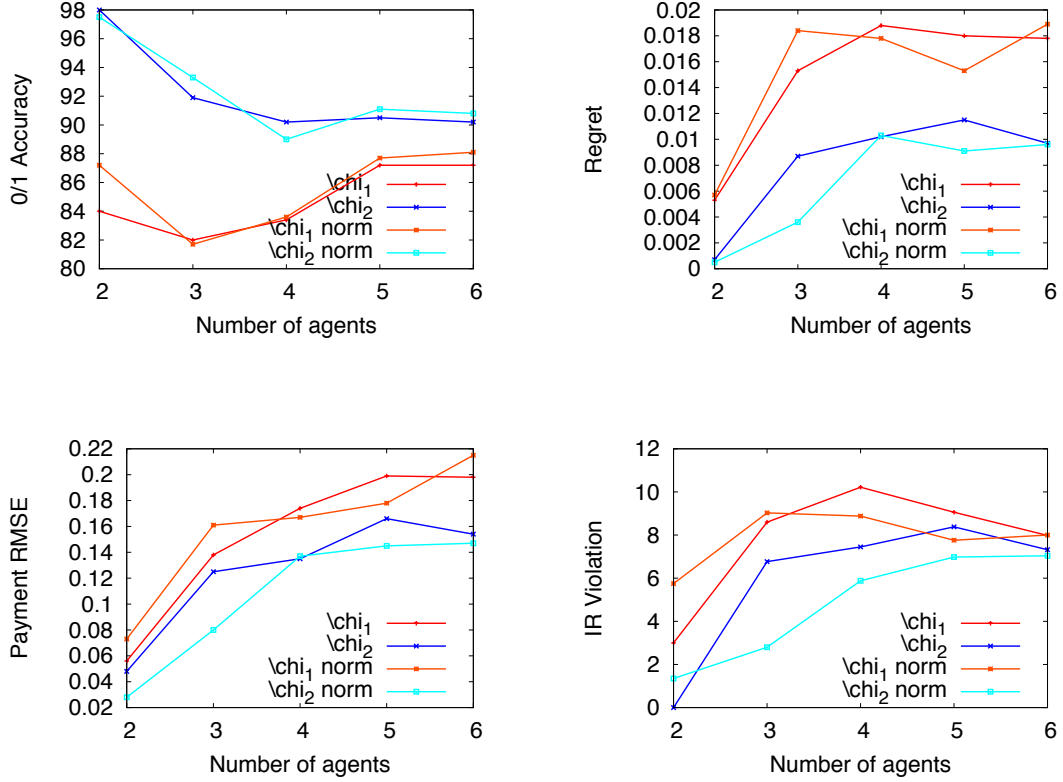 98
96
94
92
90
88
86
84
82
80
0/1 Accuracy
\chi1
\chi2
\chi1 norm
\chi2 norm
2 3 4 5 6
Number of agents
0.02
0.018
0.016
0.014
0.012
0.01
0.008
0.006
0.004
0.002
0
Regret
\chi1
\chi2
\chi1 norm
\chi2 norm
2 3 4 5 6
Number of agents
0.22
0.2
0.18
0.16
0.14
0.12
0.1
0.08
0.06
0.04
0.02
Payment RMSE
\chi1
\chi2
\chi1 norm
\chi2 norm
2 3 4 5 6
Number of agents
12
10
8
6
4
2
0
IR Violation
\chi1
\chi2
\chi1 norm
\chi2 norm
2 3 4 5 6
Number of agents